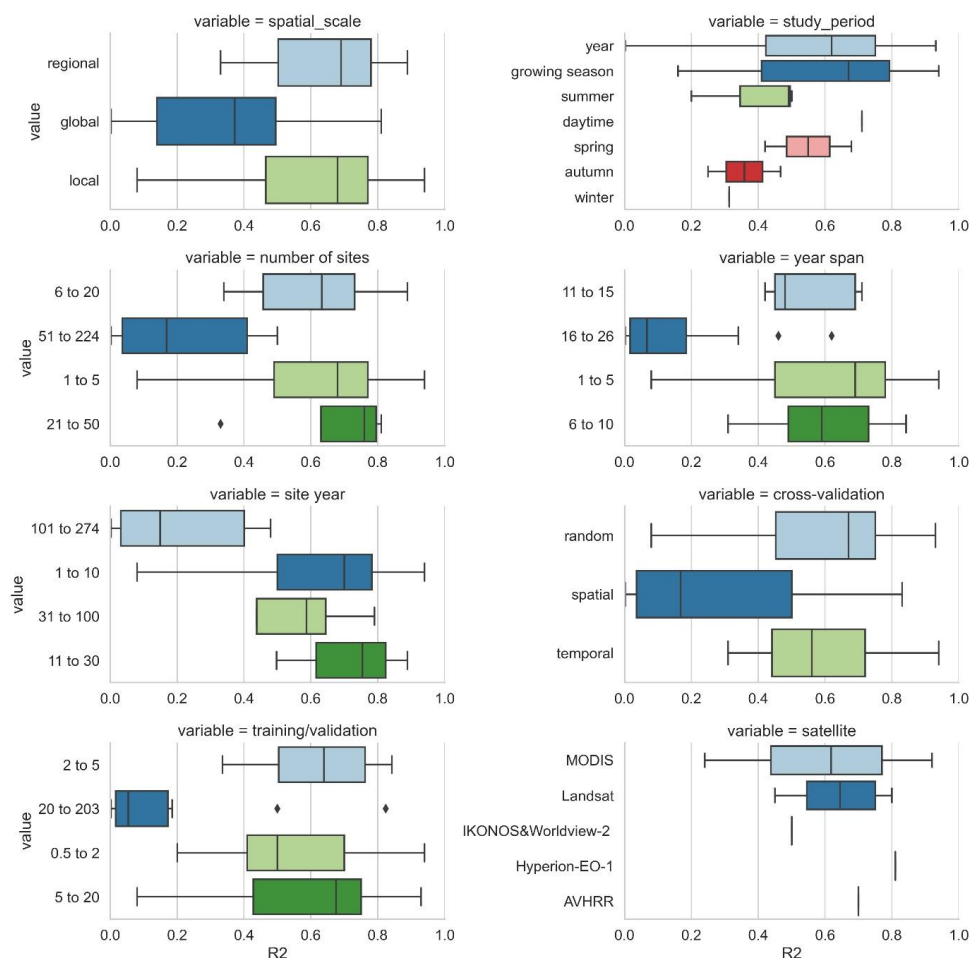 variable = spatial_scale
value
regional
global
local
0.0 0.2 0.4 0.6 0.8 1.0
variable = study_period
year
growing season
summer
daytime
spring
autumn
winter
0.0 0.2 0.4 0.6 0.8 1.0
variable = number of sites
value
6 to 20
51 to 224
1 to 5
21 to 50
0.0 0.2 0.4 0.6 0.8 1.0
variable = year span
11 to 15
16 to 26
1 to 5
6 to 10
0.0 0.2 0.4 0.6 0.8 1.0
variable = site year
value
101 to 274
1 to 10
31 to 100
11 to 30
0.0 0.2 0.4 0.6 0.8 1.0
variable = cross-validation
random
spatial
temporal
0.0 0.2 0.4 0.6 0.8 1.0
variable = training/validation
value
2 to 5
20 to 203
0.5 to 2
5 to 20
0.0 0.2 0.4 0.6 0.8 1.0
R2
variable = satellite
MODIS
Landsat
IKONOS&Worldview-2
Hyperion-EO-1
AVHRR
0.0 0.2 0.4 0.6 0.8 1.0
R2